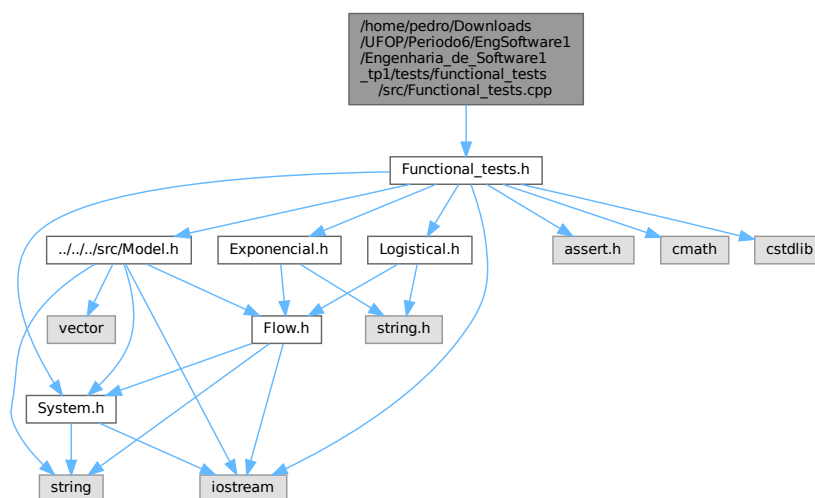 /home/pedro/Downloads
/UFOP/Periodo6/EngSoftware1
/Engenharia_de_Software1
_tp1/tests/functional_tests
/src/Functional_tests.cpp
Functional_tests.h
../../../src/Model.h
Exponencial.h
Logistical.h
assert.h
cmath
cstdlib
vector
Flow.h
string.h
System.h
string
iostream